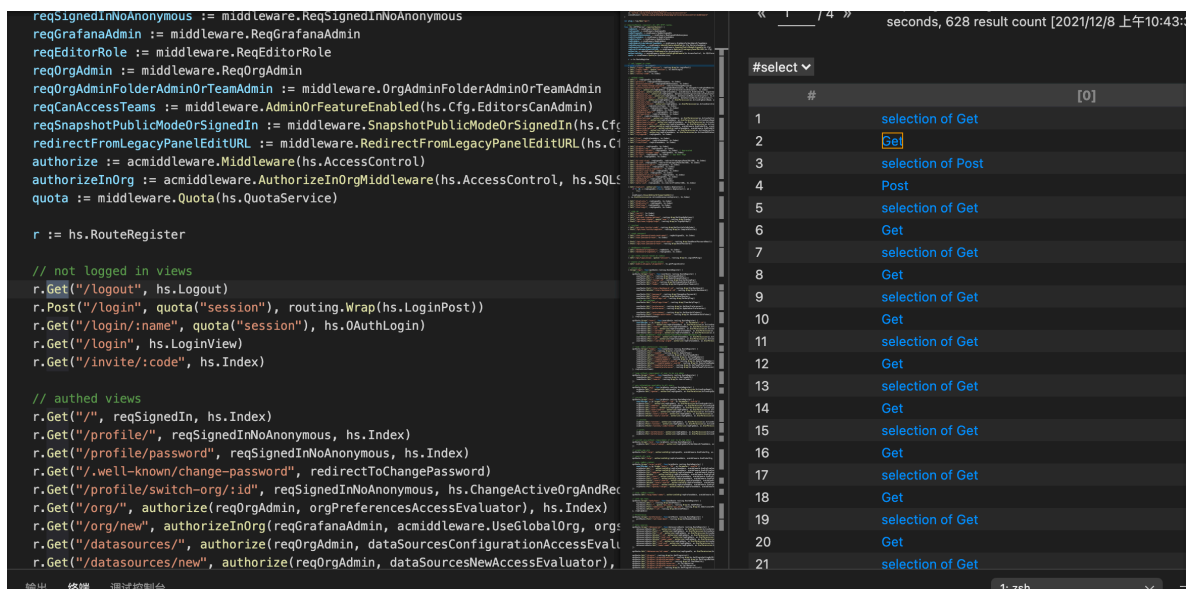 reqSignedInNoAnonymous := middleware.ReqSignedInNoAnonymous
reqGrafanaAdmin := middleware.ReqGrafanaAdmin
reqEditorRole := middleware.ReqEditorRole
reqOrgAdmin := middleware.ReqOrgAdmin
reqOrgAdminFolderAdminOrTeamAdmin := middleware.OrgAdminFolderAdminOrTeamAdmin
reqCanAccessTeams := middleware.AdminOrFeatureEnabled(hs.Cfg.EditorsCanAdmin)
reqSnapshotPublicModeOrSignedIn := middleware.SnapshotPublicModeOrSignedIn(hs.Cfg
redirectFromLegacyPanelEditURL := middleware.RedirectFromLegacyPanelEditURL(hs.Cf
authorize := acmiddleware.Middleware(hs.AccessControl)
authorizeInOrg := acmiddleware.AuthorizeInOrgMiddleware(hs.AccessControl, hs.SQLS
quota := middleware.Quota(hs.QuotaService)
r := hs.RouteRegister
// not logged in views
r.Get("/logout", hs.Logout)
r.Post("/login", quota("session"), routing.Wrap(hs.LoginPost))
r.Get("/login/:name", quota("session"), hs.OAuthLogin)
r.Get("/login", hs.LoginView)
r.Get("/invite/:code", hs.Index)
// authed views
r.Get("/", reqSignedIn, hs.Index)
r.Get("/profile/", reqSignedInNoAnonymous, hs.Index)
r.Get("/profile/password", reqSignedInNoAnonymous, hs.Index)
r.Get("/.well-known/change-password", redirectToChangePassword)
r.Get("/profile/switch-org/:id", reqSignedInNoAnonymous, hs.ChangeActiveOrgAndRed
r.Get("/org/", authorize(reqOrgAdmin, orgPreferencesAccessEvaluator), hs.Index)
r.Get("/org/new", authorizeInOrg(reqGrafanaAdmin, acmiddleware.UseGlobalOrg, orgs
r.Get("/datasources/", authorize(reqOrgAdmin, dataSourcesConfigurationAccessEvalu
r.Get("/datasources/new", authorize(reqOrgAdmin, dataSourcesNewAccessEvaluator),
输出 终端 调试控制台
« 1 / 4 »
seconds, 628 result count [2021/12/8 上午10:43:3
#select
# [0]
1 selection of Get
2 Get
3 selection of Post
4 Post
5 selection of Get
6 Get
7 selection of Get
8 Get
9 selection of Get
10 Get
11 selection of Get
12 Get
13 selection of Get
14 Get
15 selection of Get
16 Get
17 selection of Get
18 Get
19 selection of Get
20 Get
21 selection of Get
1: zsh